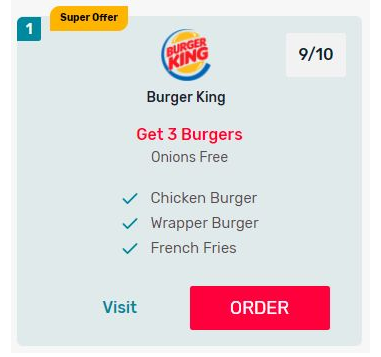 1
Super Offer
BURGER
KING
9/10
Burger King
Get 3 Burgers
Onions Free
Chicken Burger
Wrapper Burger
French Fries
Visit
ORDER